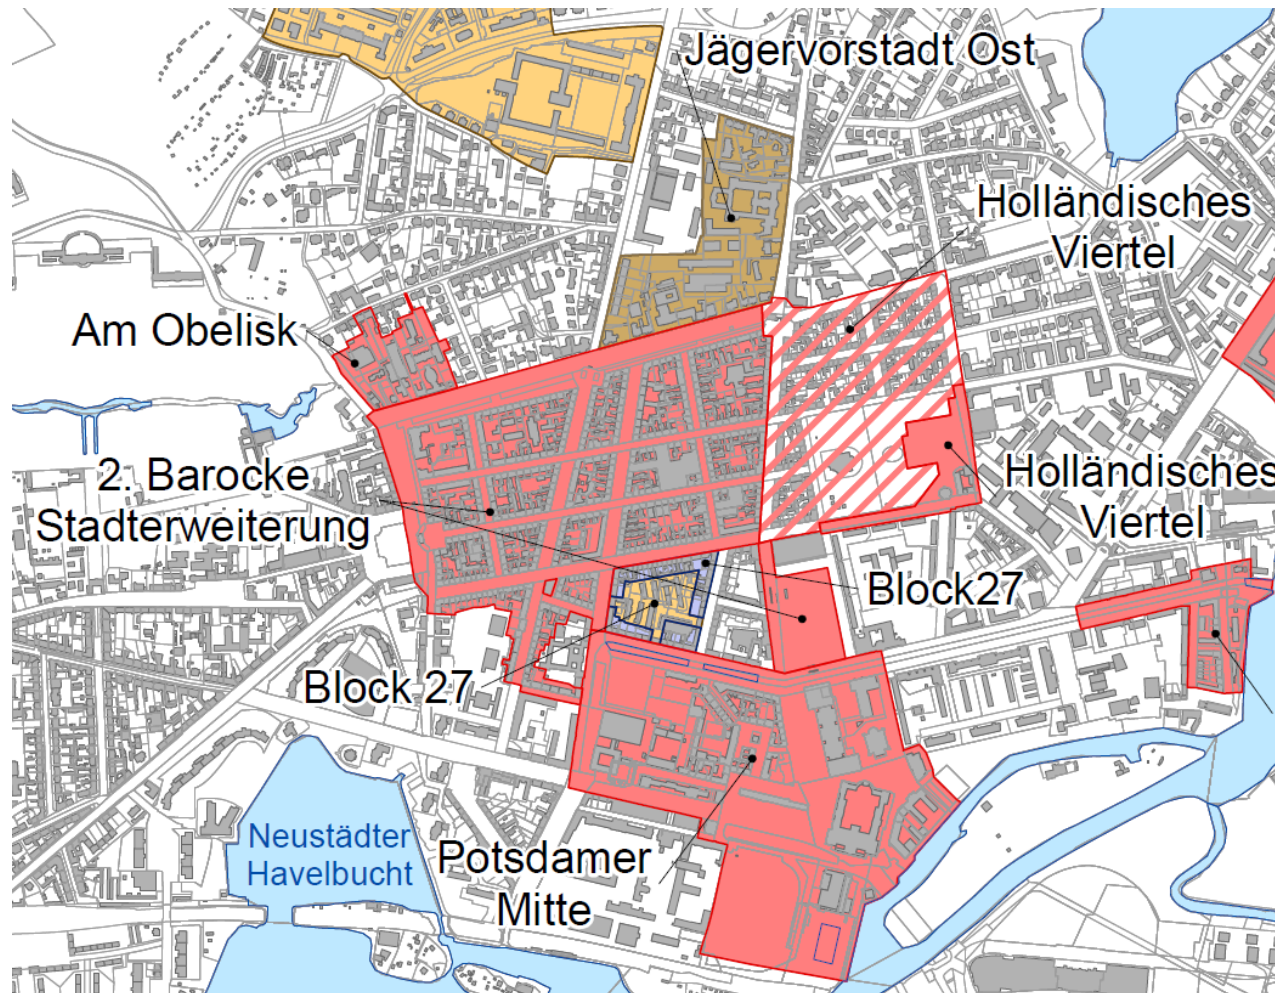 Jägervorstadt Ost
Holländisches
Viertel
Am Obelisk
2. Barocke
Stadterweiterung
Holländisches
Viertel
Block27
Block 27
Neustädter
Havelbucht
Potsdamer
Mitte